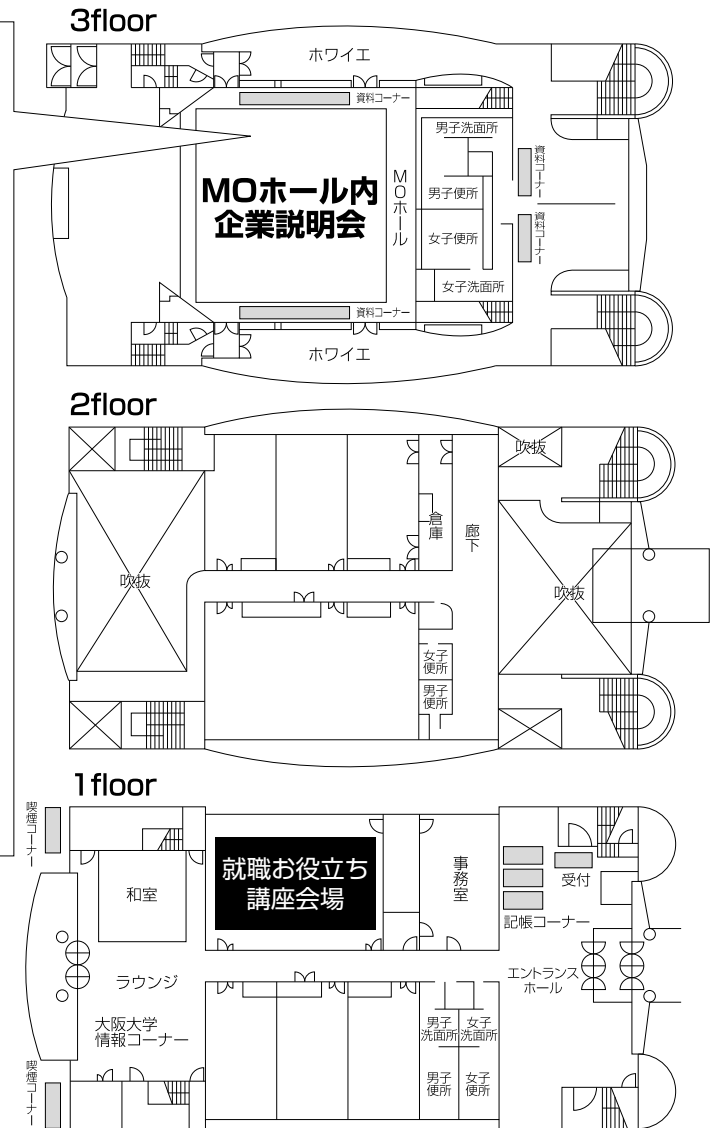 3floor
ホワイエ
資料コーナー
MOホール内
企業説明会
MOホール
男子洗面所
男子便所
女子便所
女子洗面所
資料コーナー
資料コーナー
資料コーナー
ホワイエ
2floor
吹抜
倉庫
廊下
吹抜
吹抜
女子
便所
男子
便所
1floor
喫煙コーナー
就職お役立ち
講座会場
和室
事務室
受付
記帳コーナー
ラウンジ
エントランス
ホール
大阪大学
情報コーナー
男子
洗面所
女子
洗面所
男子
便所
女子
便所
喫煙コーナー